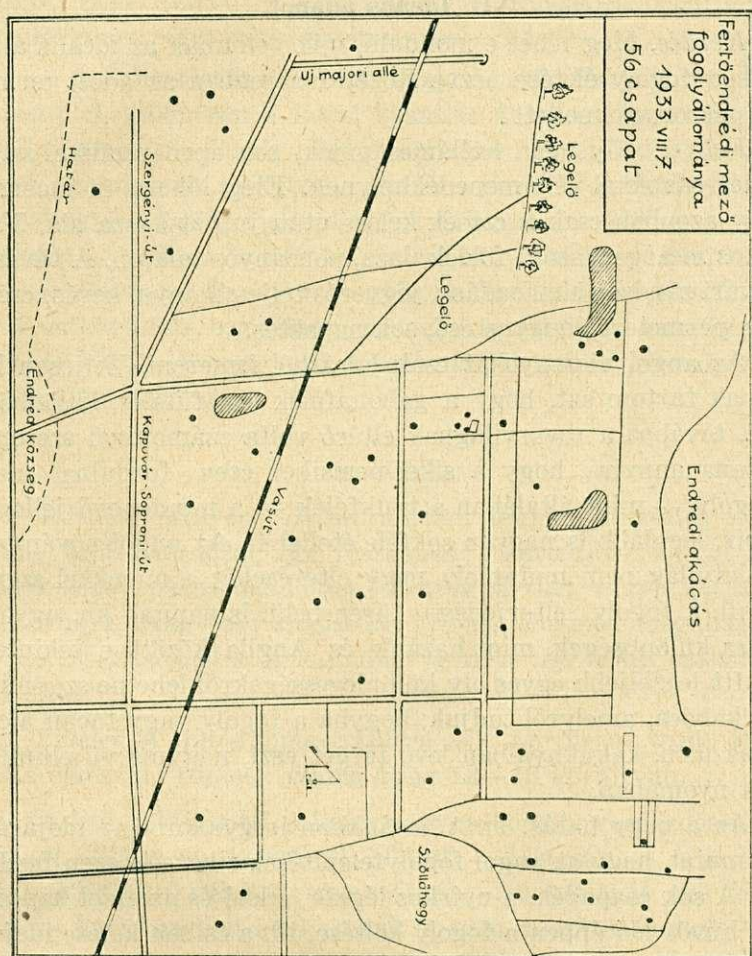 Fertőendrédi mező
fogolyállománya
1933 VIII.7
56 csapat
Legelő
Legelő
Uj majori allé
Endrédi akácás
Szergényi-út
Határ
Endréd község
Kapuvár Soproni út
Vasút
Szőllőhegy